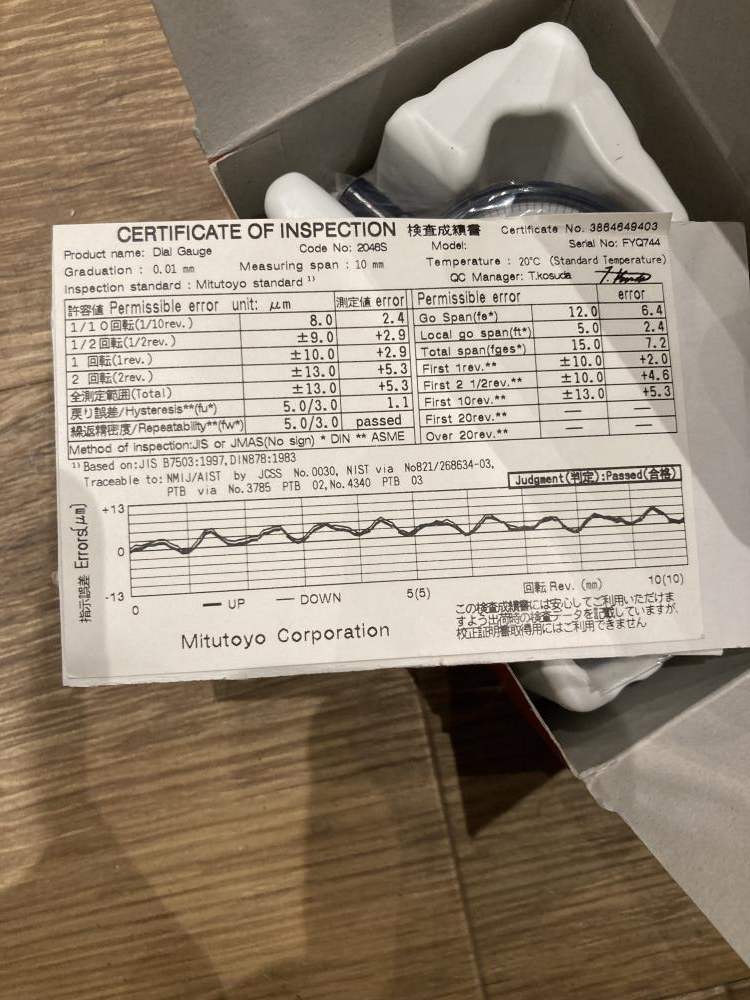 CERTIFICATE OF INSPECTION 検査成績書 Certificate No. 3864649403
Product name: Dial Gauge Code No: 2046S Model: Serial No: FYQ744
Graduation : 0.01 mm Measuring span : 10 mm Temperature : 20°C (Standard Temperature)
Inspection standard : Mitutoyo standard ¹⁾ QC Manager: T.kosuda
許容値 Permissible error unit: μm 測定値 error
1/10回転(1/10rev.) 8.0 2.4
1/2回転(1/2rev.) ±9.0 +2.9
1 回転(1rev.) ±10.0 +2.9
2 回転(2rev.) ±13.0 +5.3
全測定範囲(Total) ±13.0 +5.3
戻り誤差/Hysteresis**(fu*) 5.0/3.0 1.1
繰返精密度/Repeatability**(fw*) 5.0/3.0 passed
Permissible error error
Go Span(fe*) 12.0 6.4
Local go span(ft*) 5.0 2.4
Total span(fges*) 15.0 7.2
First 1rev.** ±10.0 +2.0
First 2 1/2rev.** ±10.0 +4.6
First 10rev.** ±13.0 +5.3
First 20rev.** — —
Over 20rev.** — —
Method of inspection:JIS or JMAS(No sign) * DIN ** ASME
¹⁾ Based on:JIS B7503:1997,DIN878:1983
Traceable to: NMIJ/AIST by JCSS No.0030, NIST via No821/268634-03,
PTB via No.3785 PTB 02,No.4340 PTB 03
Judgment(判定):Passed(合格)
指示誤差 Errors(μm)
+13
0
-13
0 5(5) 10(10)
回転 Rev. (mm)
UP DOWN
Mitutoyo Corporation
この検査成績書には安心してご利用いただけま
すよう出荷時の検査データを記載していますが、
校正証明書取得用にはご利用できません